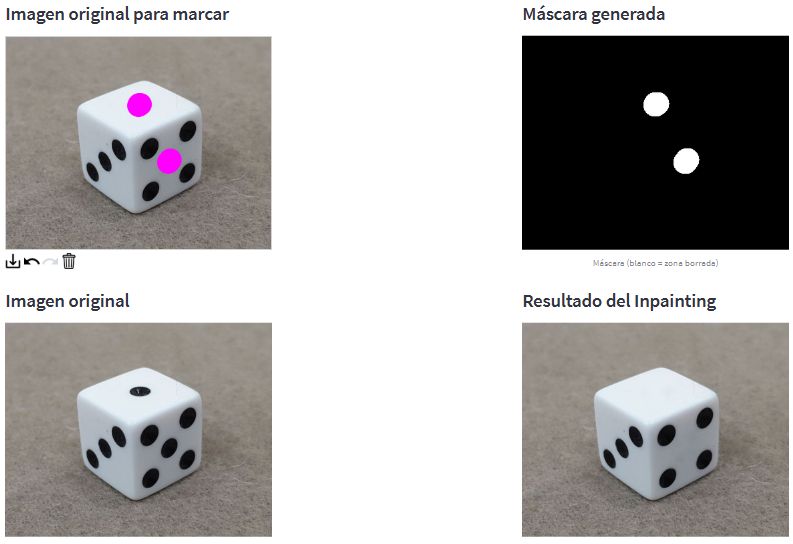 Imagen original para marcar
Máscara generada
Máscara (blanco = zona borrada)
Imagen original
Resultado del Inpainting